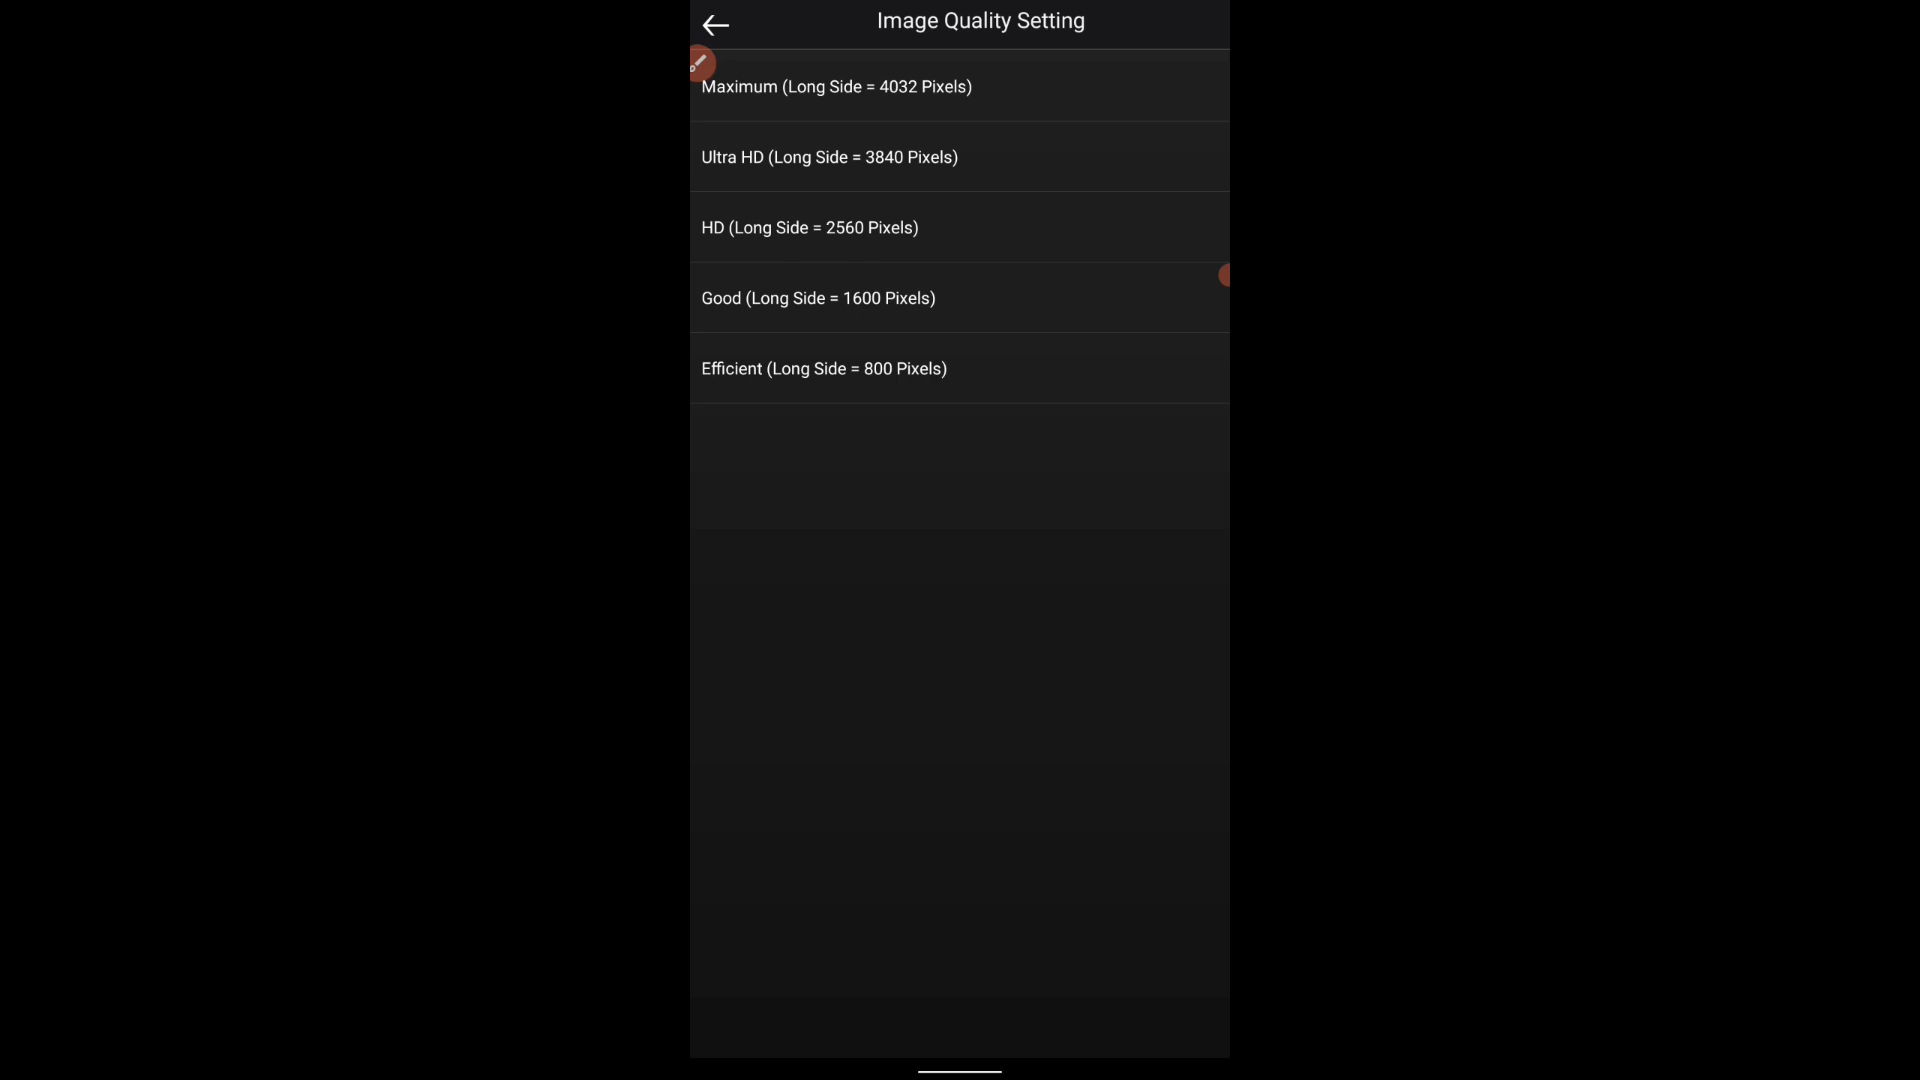 Image Quality Setting
Maximum (Long Side = 4032 Pixels)
Ultra HD (Long Side = 3840 Pixels)
HD (Long Side = 2560 Pixels)
Good (Long Side = 1600 Pixels)
Efficient (Long Side = 800 Pixels)